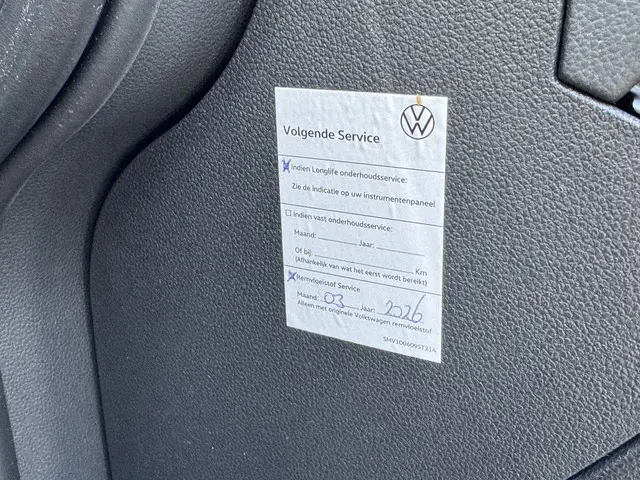 Volgende Service
Indien Longlife onderhoudsservice:
Zie de indicatie op uw instrumentenpaneel
Indien vast onderhoudsservice:
Maand: Jaar:
Of bij: Km
(Afhankelijk van wat het eerst wordt bereikt)
Remvloeistof Service
Maand: 03 Jaar: 2026
Alleen met originele Volkswagen remvloeistof
5MV100609ST214